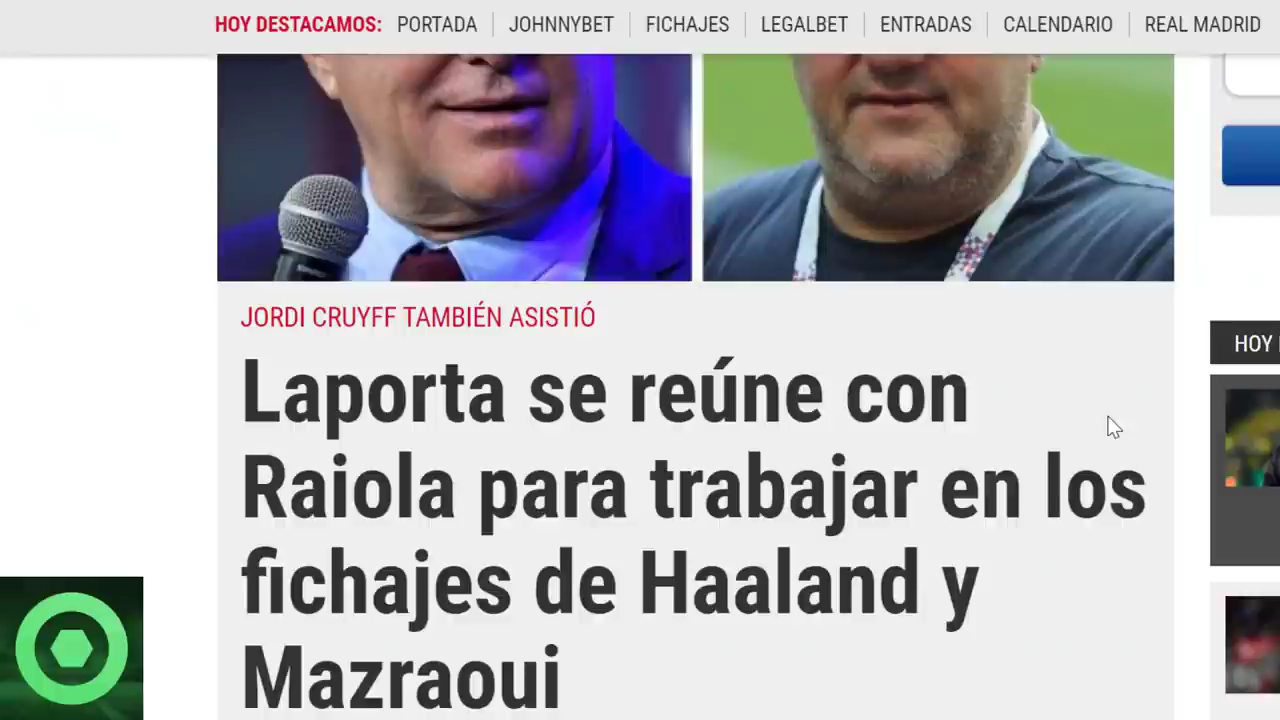 HOY DESTACAMOS: PORTADA JOHNNYBET FICHAJES LEGALBET ENTRADAS CALENDARIO REAL MADRID
JORDI CRUYFF TAMBIÉN ASISTIÓ
Laporta se reúne con
Raiola para trabajar en los
fichajes de Haaland y
Mazraoui
HOY